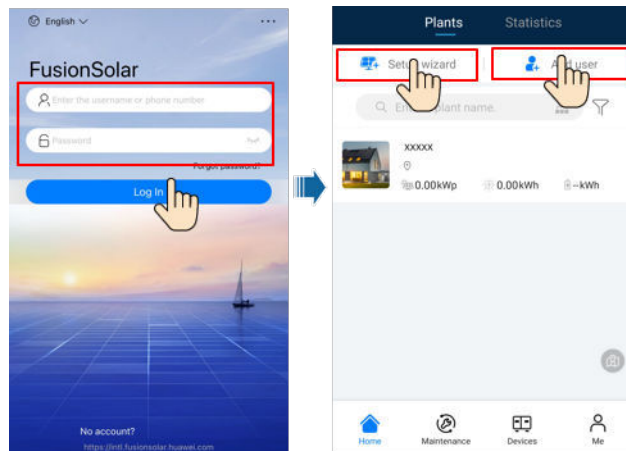 English
FusionSolar
Enter the username or phone number
Password
Forgot password?
Log In
No account?
https://intl.fusionsolar.huawei.com
Plants Statistics
Setup wizard Add user
Enter plant name.
xxxxx
0.00kWp 0.00kWh --kWh
Home Maintenance Devices Me